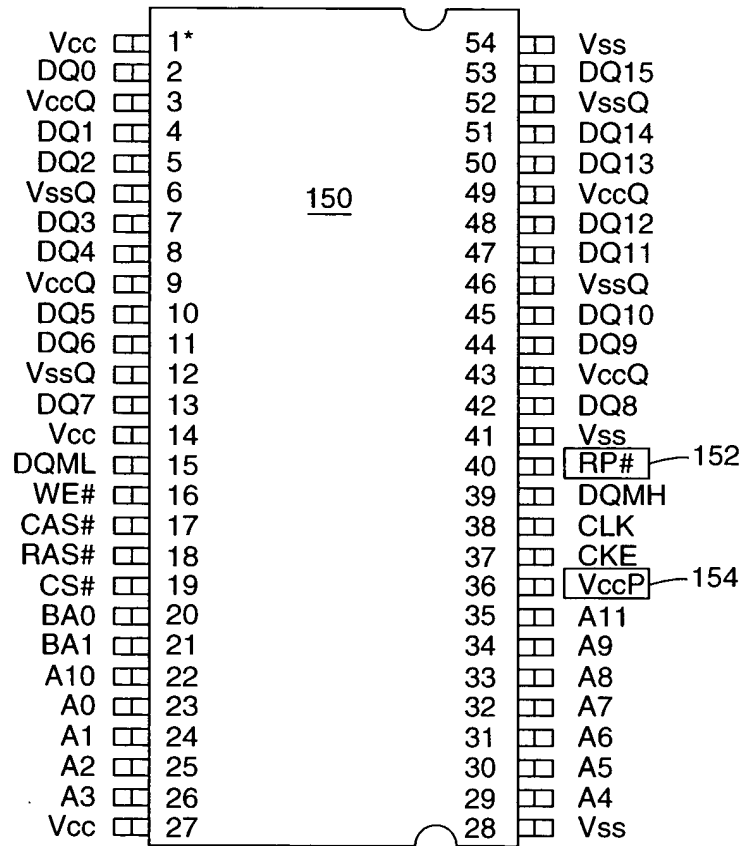 Vcc 1* 54 Vss
DQ0 2 53 DQ15
VccQ 3 52 VssQ
DQ1 4 51 DQ14
DQ2 5 50 DQ13
VssQ 6 150 49 VccQ
DQ3 7 48 DQ12
DQ4 8 47 DQ11
VccQ 9 46 VssQ
DQ5 10 45 DQ10
DQ6 11 44 DQ9
VssQ 12 43 VccQ
DQ7 13 42 DQ8
Vcc 14 41 Vss
DQML 15 40 RP# 152
WE# 16 39 DQMH
CAS# 17 38 CLK
RAS# 18 37 CKE
CS# 19 36 VccP 154
BA0 20 35 A11
BA1 21 34 A9
A10 22 33 A8
A0 23 32 A7
A1 24 31 A6
A2 25 30 A5
A3 26 29 A4
Vcc 27 28 Vss